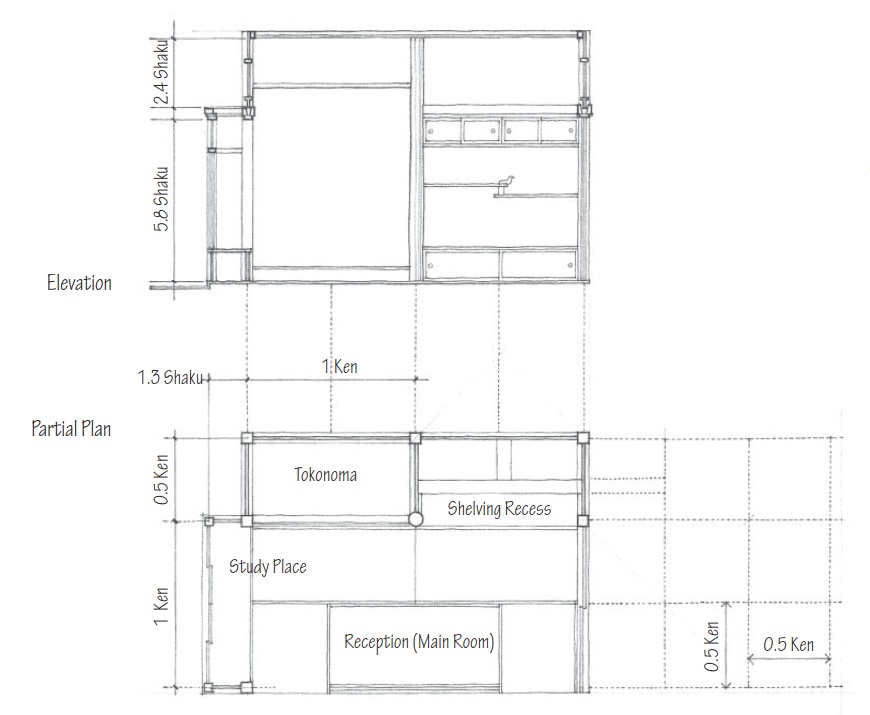 2.4 Shaku
5.8 Shaku
Elevation
1.3 Shaku
1 Ken
Partial Plan
0.5 Ken
Tokonoma
Shelving Recess
Study Place
1 Ken
Reception (Main Room)
0.5 Ken
0.5 Ken